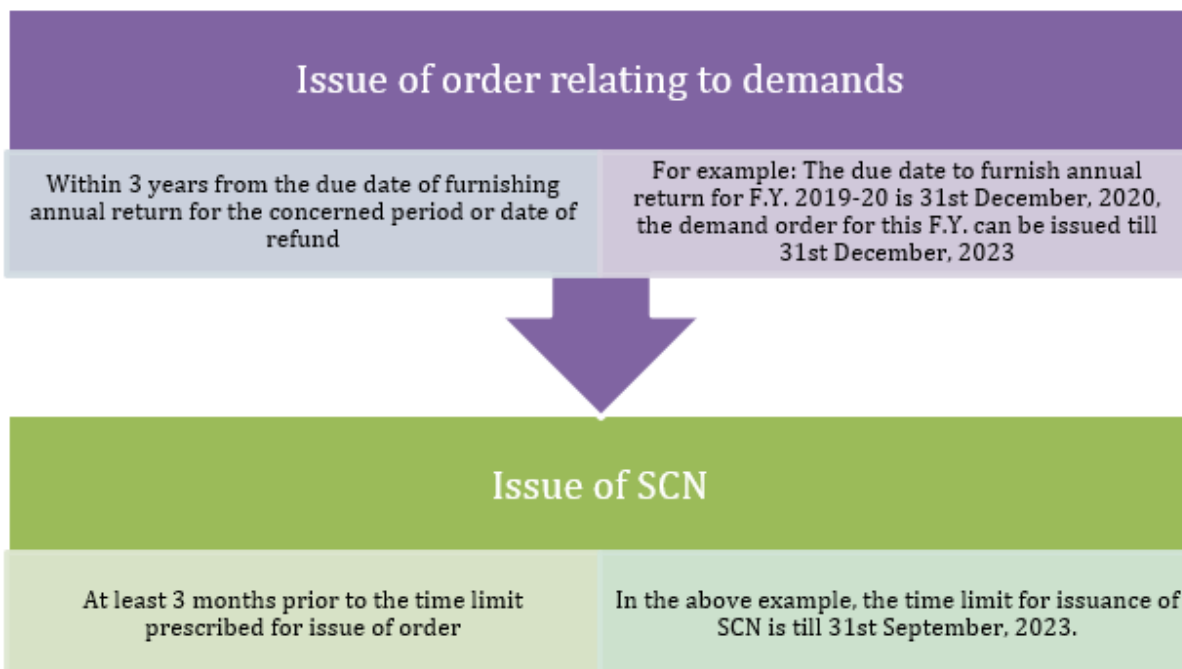 Issue of order relating to demands
Within 3 years from the due date of furnishing
annual return for the concerned period or date of
refund
For example: The due date to furnish annual
return for F.Y. 2019-20 is 31st December, 2020,
the demand order for this F.Y. can be issued till
31st December, 2023
Issue of SCN
At least 3 months prior to the time limit
prescribed for issue of order
In the above example, the time limit for issuance of
SCN is till 31st September, 2023.